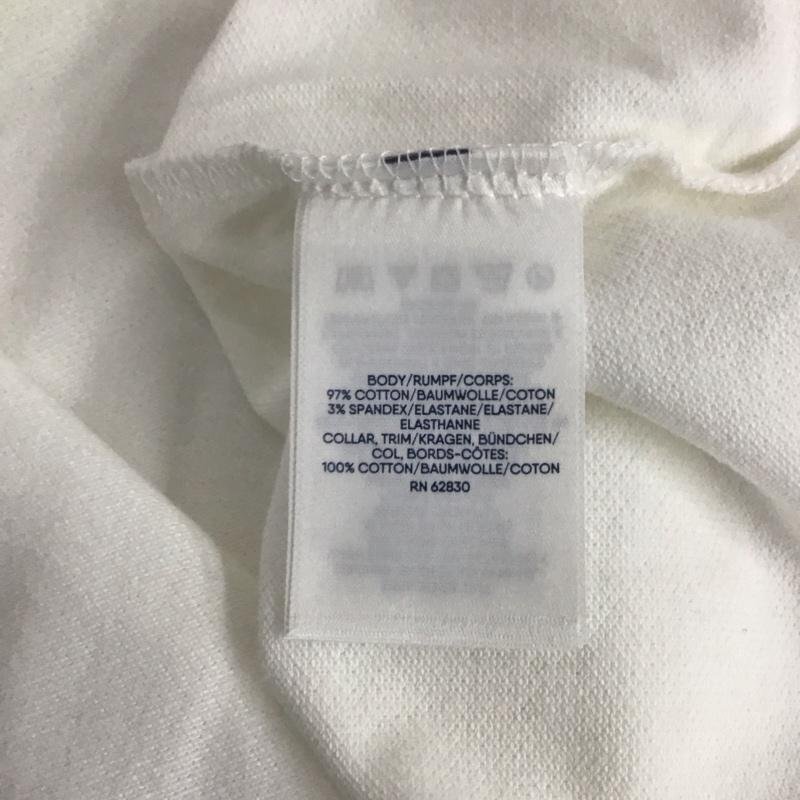 BODY/RUMPF/CORPS:
97% COTTON/BAUMWOLLE/COTON
3% SPANDEX/ELASTANE/ELASTANE/
ELASTHANNE
COLLAR, TRIM/KRAGEN, BÜNDCHEN/
COL, BORDS-CÔTES:
100% COTTON/BAUMWOLLE/COTON
RN 62830